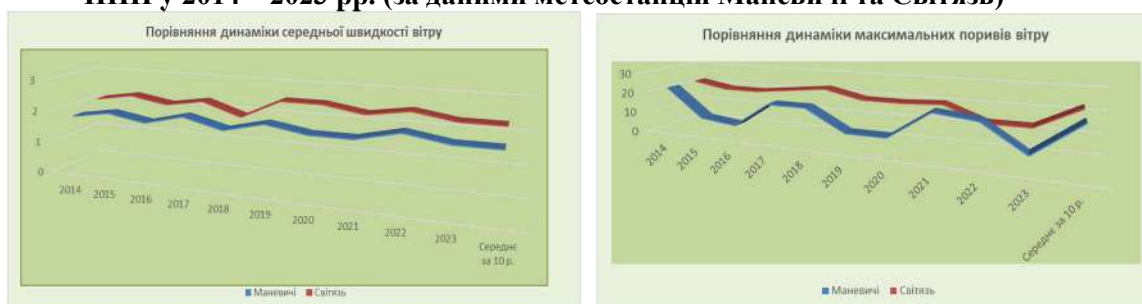 НПП у 2014 – 2023 рр. (за даними метеостанцій Маневичі та Світязь)
Порівняння динаміки середньої швидкості вітру
3
2
1
0
2014
2015
2016
2017
2018
2019
2020
2021
2022
2023
Середнє
за 10 р.
Маневичі
Світязь
Порівняння динаміки максимальних поривів вітру
30
20
10
0
2014
2015
2016
2017
2018
2019
2020
2021
2022
2023
Середнє за 10 р.
Маневичі
Світязь